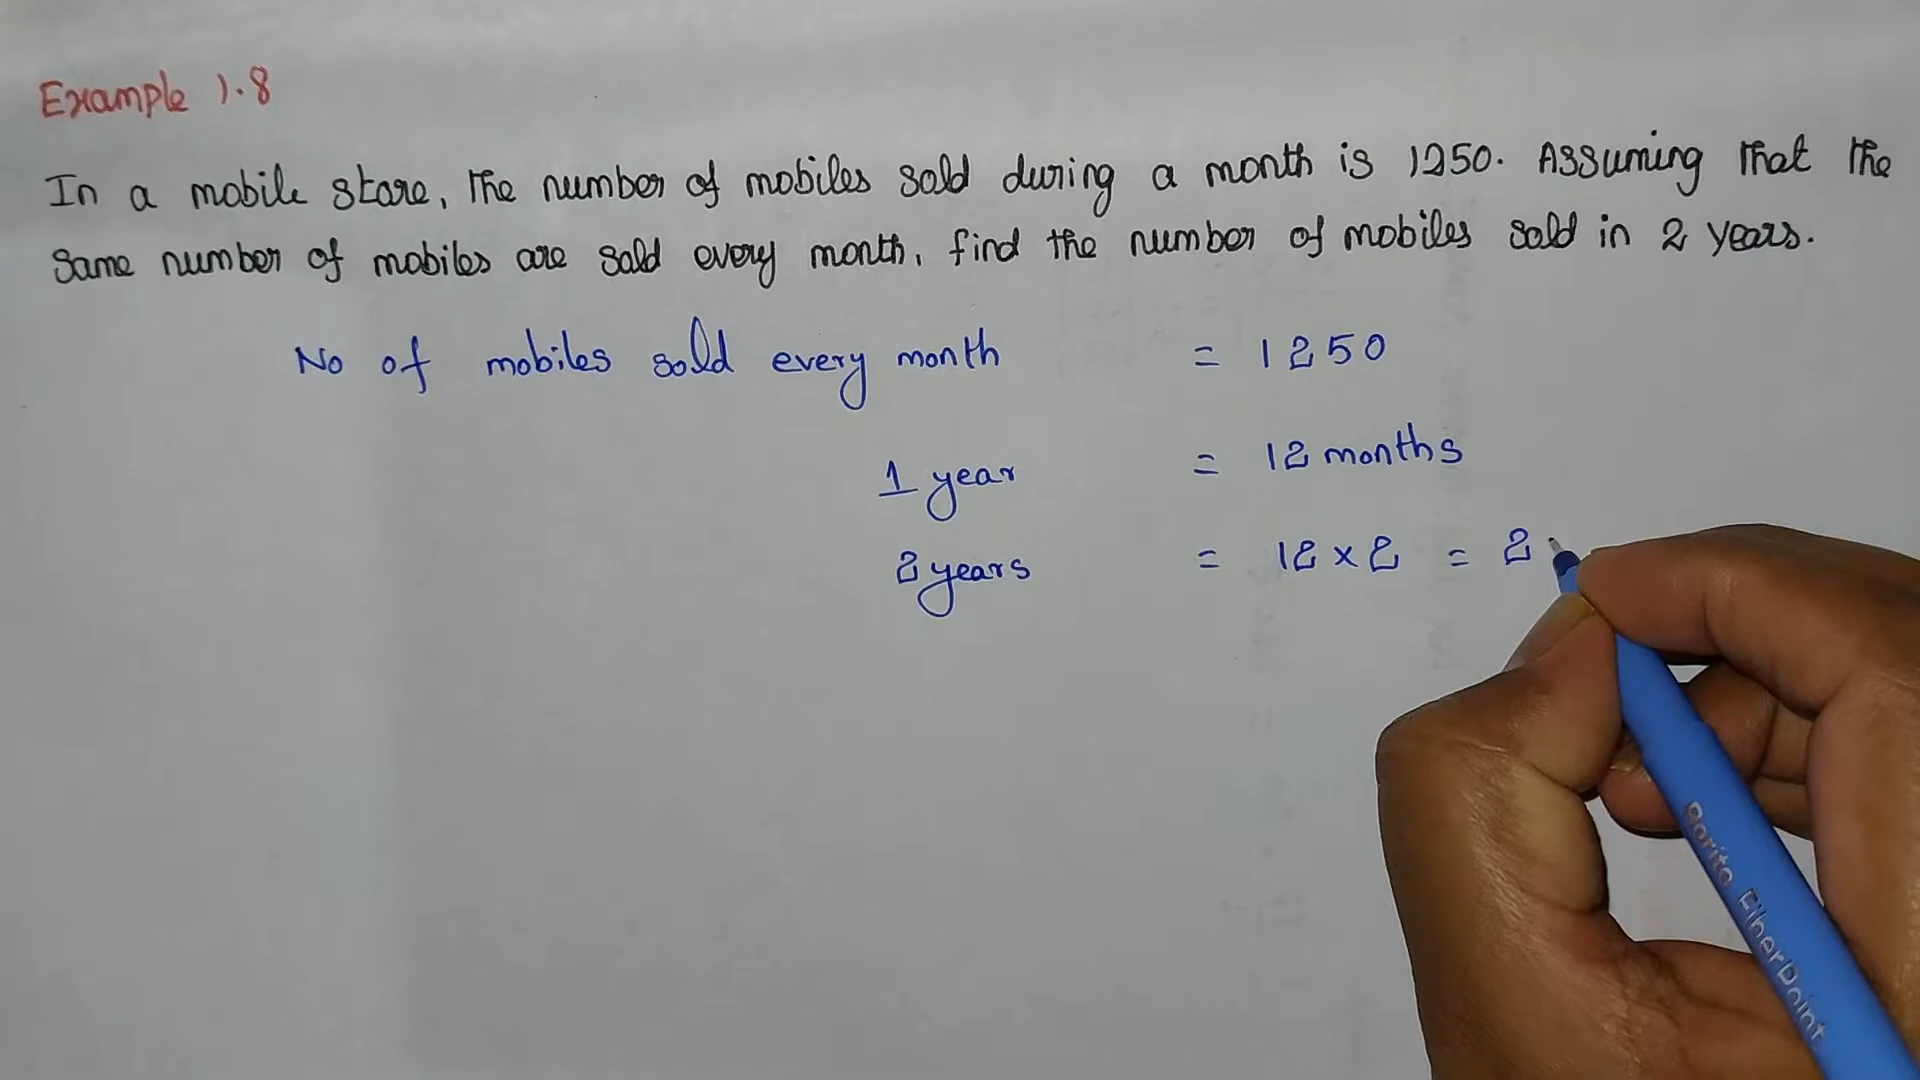 Example 1.8
In a mobile store, the number of mobiles sold during a month is 1250. Assuming that the
same number of mobiles are sold every month, find the number of mobiles sold in 2 years.
No of mobiles sold every month = 1250
1 year = 12 months
2 years = 12 × 2 = 2
Rorito FiberPoint